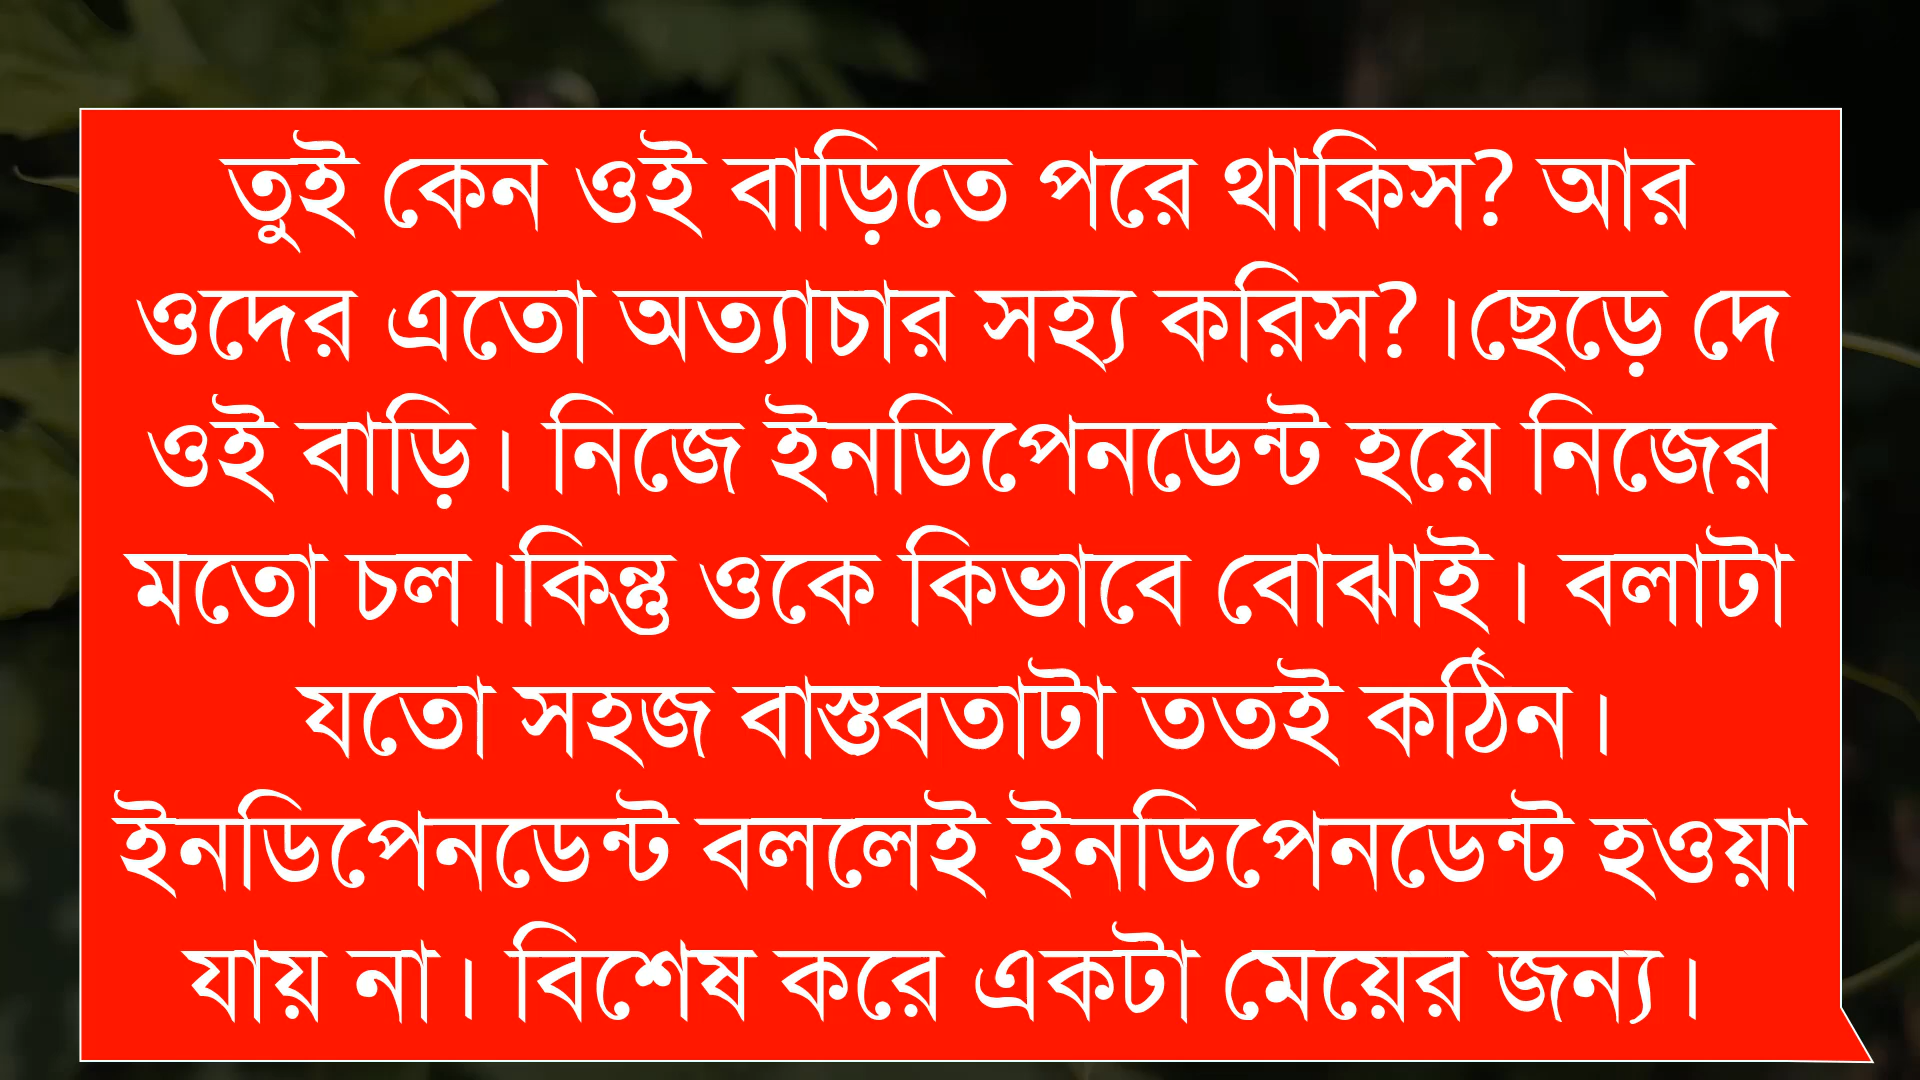 তুই কেন ওই বাড়িতে পরে থাকিস? আর
ওদের এতো অত্যাচার সহ্য করিস?।ছেড়ে দে
ওই বাড়ি। নিজে ইনডিপেনডেন্ট হয়ে নিজের
মতো চল।কিন্তু ওকে কিভাবে বোঝাই। বলাটা
যতো সহজ বাস্তবতাটা ততই কঠিন।
ইনডিপেনডেন্ট বললেই ইনডিপেনডেন্ট হওয়া
যায় না। বিশেষ করে একটা মেয়ের জন্য।